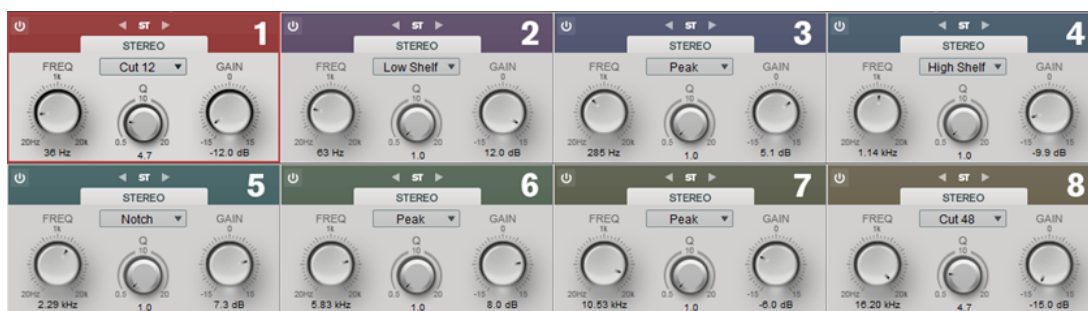 ST 1 ST 2 ST 3 ST 4
STEREO STEREO STEREO STEREO
FREQ Cut 12 GAIN FREQ Low Shelf GAIN FREQ Peak GAIN FREQ High Shelf GAIN
1k 0 1k 0 1k 0 1k 0
Q Q Q Q
10 10 10 10
20Hz 20k 0.5 20 -15 15 20Hz 20k 0.5 20 -15 15 20Hz 20k 0.5 20 -15 15 20Hz 20k 0.5 20 -15 15
36 Hz 4.7 -12.0 dB 63 Hz 1.0 12.0 dB 285 Hz 1.0 5.1 dB 1.14 kHz 1.0 -9.9 dB
ST 5 ST 6 ST 7 ST 8
STEREO STEREO STEREO STEREO
FREQ Notch GAIN FREQ Peak GAIN FREQ Peak GAIN FREQ Cut 48 GAIN
1k 0 1k 0 1k 0 1k 0
Q Q Q Q
10 10 10 10
20Hz 20k 0.5 20 -15 15 20Hz 20k 0.5 20 -15 15 20Hz 20k 0.5 20 -15 15 20Hz 20k 0.5 20 -15 15
2.29 kHz 1.0 7.3 dB 5.83 kHz 1.0 8.0 dB 10.53 kHz 1.0 -6.0 dB 16.20 kHz 4.7 -15.0 dB